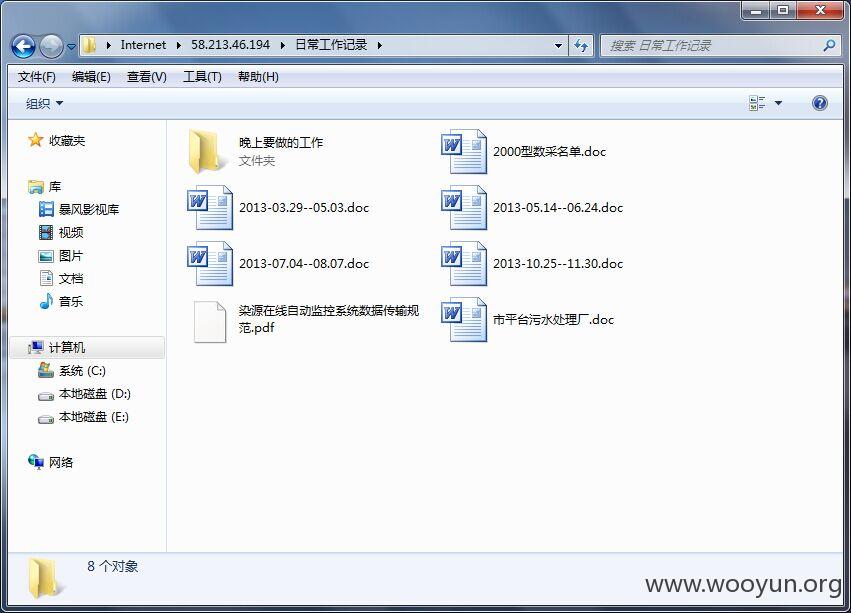 Internet
58.213.46.194
日常工作记录
搜索 日常工作记录
文件(F)
编辑(E)
查看(V)
工具(T)
帮助(H)
组织
收藏夹
库
暴风影视库
视频
图片
文档
音乐
计算机
系统 (C:)
本地磁盘 (D:)
本地磁盘 (E:)
网络
晚上要做的工作
文件夹
2000型数采名单.doc
2013-03.29--05.03.doc
2013-05.14--06.24.doc
2013-07.04--08.07.doc
2013-10.25--11.30.doc
染源在线自动监控系统数据传输规
范.pdf
市平台污水处理厂.doc
8 个对象
www.wooyun.org